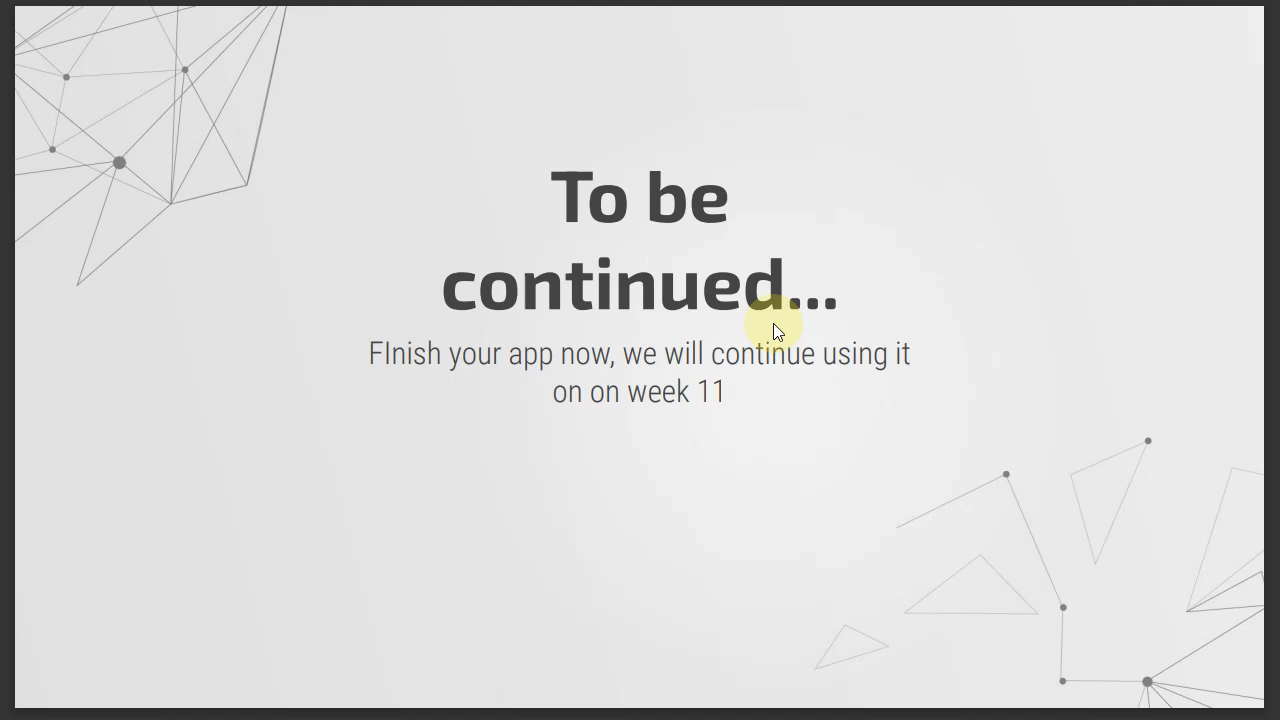 To be
continued...
FInish your app now, we will continue using it
on on week 11